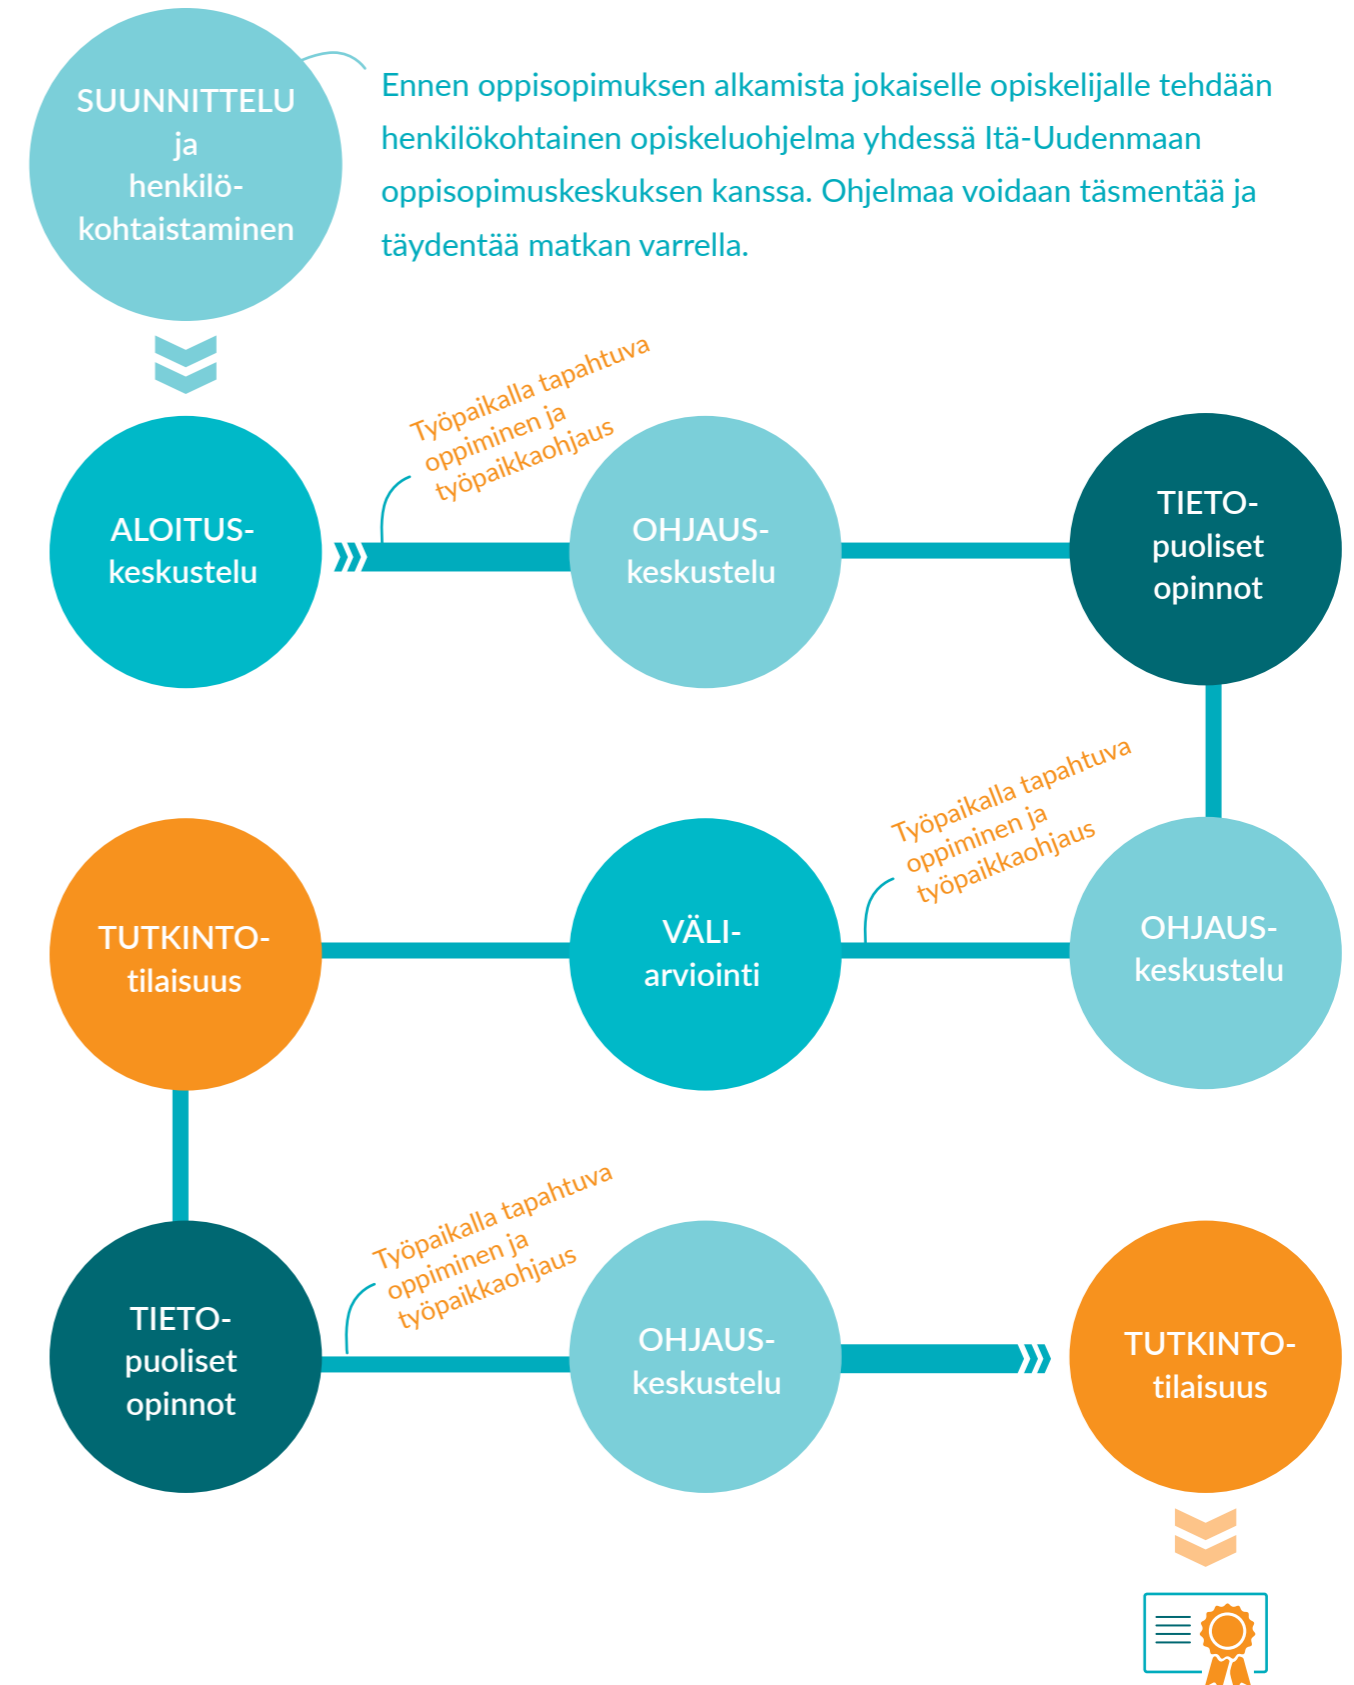 SUUNNITTELU
ja
henkilö-
kohtaistaminen
Ennen oppisopimuksen alkamista jokaiselle opiskelijalle tehdään
henkilökohtainen opiskeluohjelma yhdessä Itä-Uudenmaan
oppisopimuskeskuksen kanssa. Ohjelmaa voidaan täsmentää ja
täydentää matkan varrella.
ALOITUS-
keskustelu
Työpaikalla tapahtuva
oppiminen ja
työpaikkaohjaus
OHJAUS-
keskustelu
TIETO-
puoliset
opinnot
OHJAUS-
keskustelu
Työpaikalla tapahtuva
oppiminen ja
työpaikkaohjaus
VÄLI-
arviointi
TUTKINTO-
tilaisuus
TIETO-
puoliset
opinnot
Työpaikalla tapahtuva
oppiminen ja
työpaikkaohjaus
OHJAUS-
keskustelu
TUTKINTO-
tilaisuus